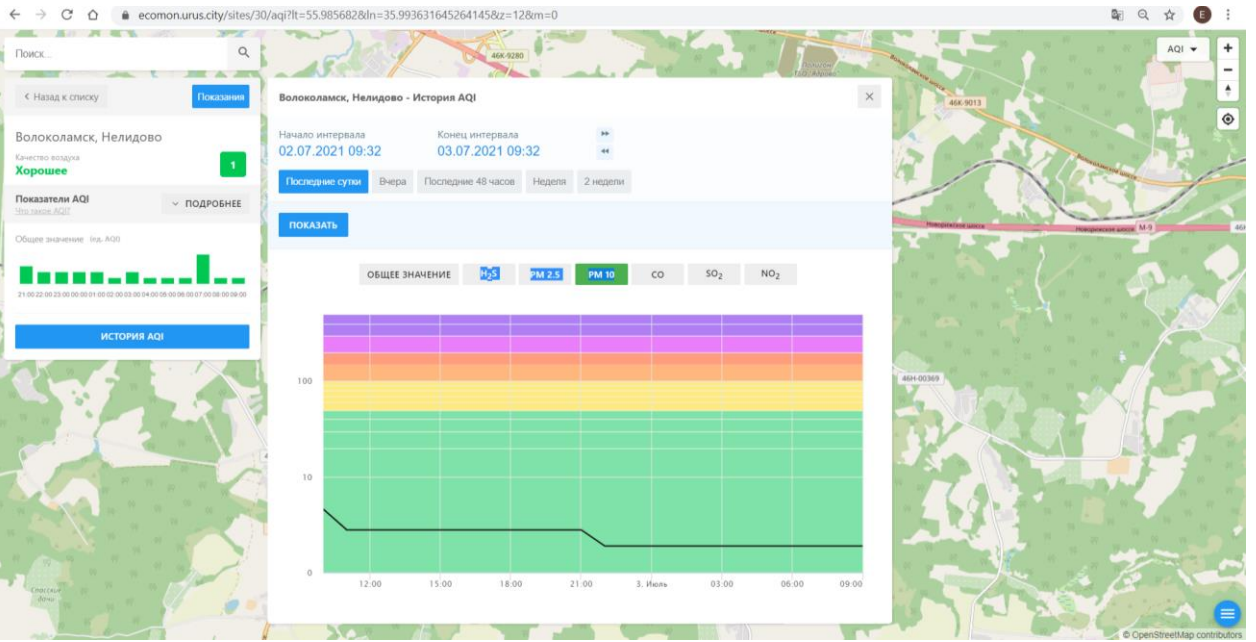 ecomon.urus.city/sites/30/aqi?lt=55.985682&ln=35.993631645264145&z=12&m=0
E
Поиск...
46К-9280
AQI
46К-9013
Назад к списку
Показания
Волоколамск, Нелидово - История AQI
Волоколамск, Нелидово
Начало интервала
Конец интервала
02.07.2021 09:32
03.07.2021 09:32
Качество воздуха
Хорошее
1
Последние сутки
Вчера
Последние 48 часов
Неделя
2 недели
Показатели AQI
Что такое AQI?
ПОДРОБНЕЕ
ПОКАЗАТЬ
Новорижское шоссе
М-9
Новорижское шоссе
Общее значение (ед. AQI)
ОБЩЕЕ ЗНАЧЕНИЕ
H₂S
PM 2.5
PM 10
CO
SO₂
NO₂
21:00 22:00 23:00 00:00 01:00 02:00 03:00 04:00 05:00 06:00 07:00 08:00 09:00
ИСТОРИЯ AQI
100
10
0
12:00
15:00
18:00
21:00
3. Июль
03:00
06:00
09:00
46Н-00369
Спасские
дачи
© OpenStreetMap contributors